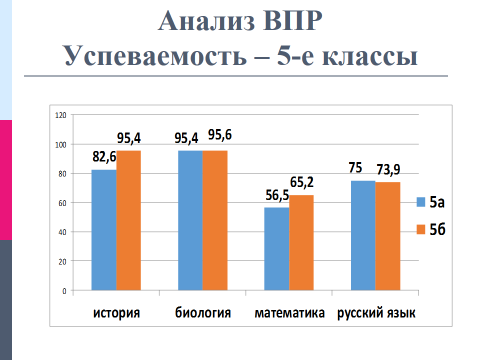 Анализ ВПР
Успеваемость – 5-е классы
120
100
80
60
40
20
0
82,6
95,4
95,4
95,6
56,5
65,2
75
73,9
5а
5б
история
биология
математика
русский язык